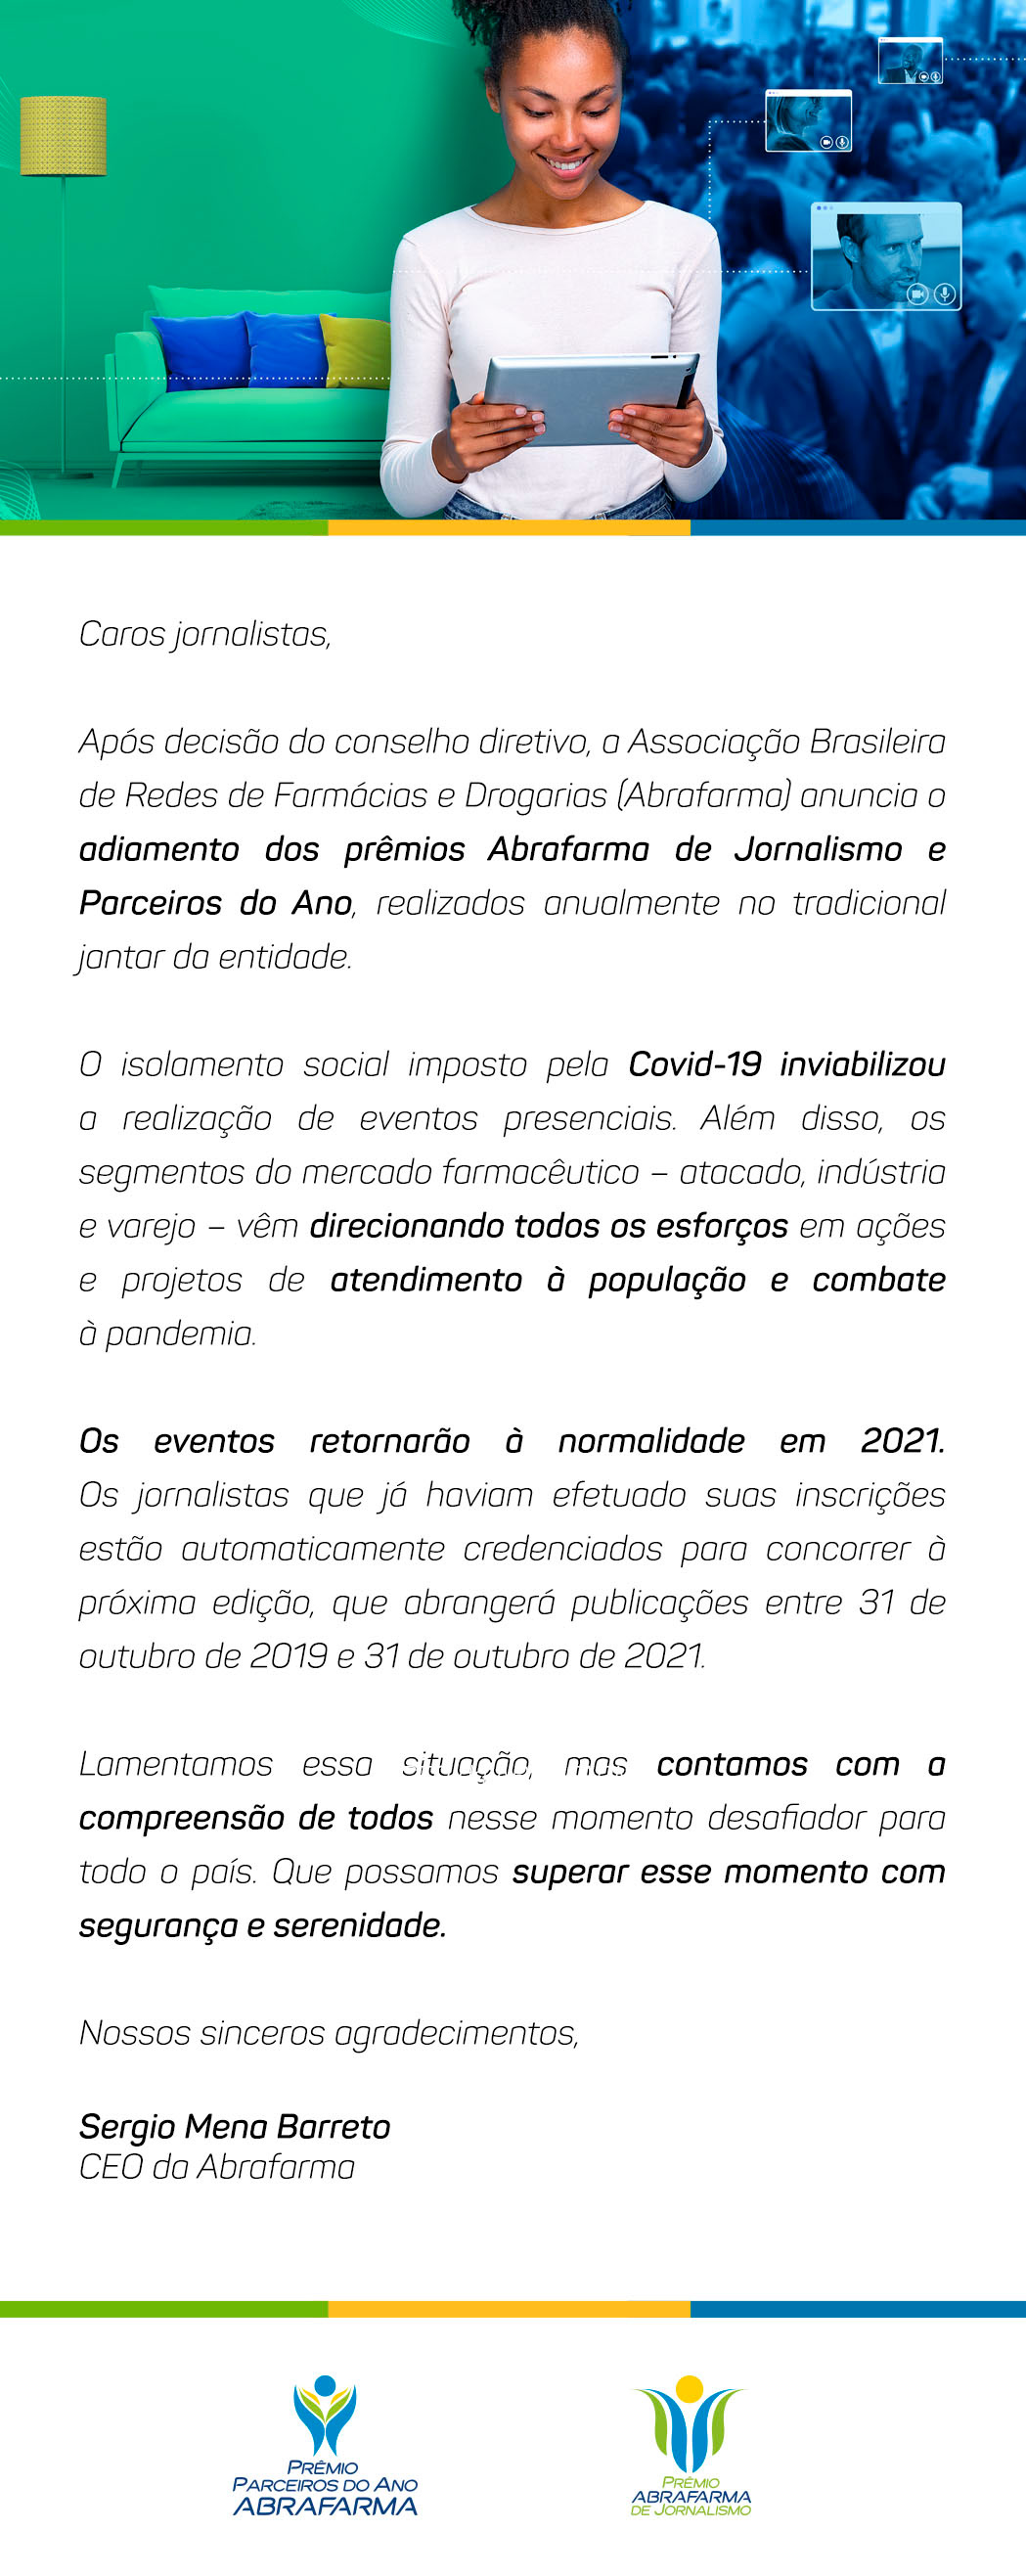 Caros jornalistas,
Após decisão do conselho diretivo, a Associação Brasileira
de Redes de Farmácias e Drogarias (Abrafarma) anuncia o
adiamento dos prêmios Abrafarma de Jornalismo e
Parceiros do Ano, realizados anualmente no tradicional
jantar da entidade.
O isolamento social imposto pela Covid-19 inviabilizou
a realização de eventos presenciais. Além disso, os
segmentos do mercado farmacêutico – atacado, indústria
e varejo – vêm direcionando todos os esforços em ações
e projetos de atendimento à população e combate
à pandemia.
Os eventos retornarão à normalidade em 2021.
Os jornalistas que já haviam efetuado suas inscrições
estão automaticamente credenciados para concorrer à
próxima edição, que abrangerá publicações entre 31 de
outubro de 2019 e 31 de outubro de 2021.
Lamentamos essa situação, mas contamos com a
compreensão de todos nesse momento desafiador para
todo o país. Que possamos superar esse momento com
segurança e serenidade.
Nossos sinceros agradecimentos,
Sergio Mena Barreto
CEO da Abrafarma
PRÊMIO
PARCEIROS DO ANO
ABRAFARMA
PRÊMIO
ABRAFARMA
DE JORNALISMO